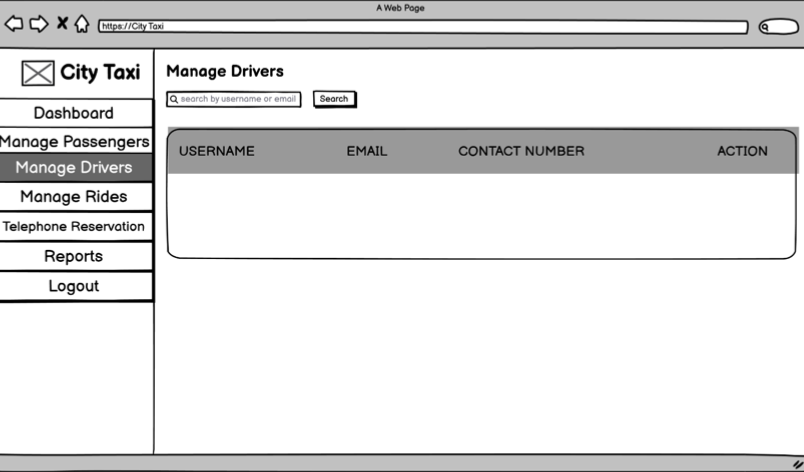 A Web Page
https://City Taxi
City Taxi
Dashboard
Manage Passengers
Manage Drivers
Manage Rides
Telephone Reservation
Reports
Logout
Manage Drivers
search by username or email
Search
USERNAME EMAIL CONTACT NUMBER ACTION